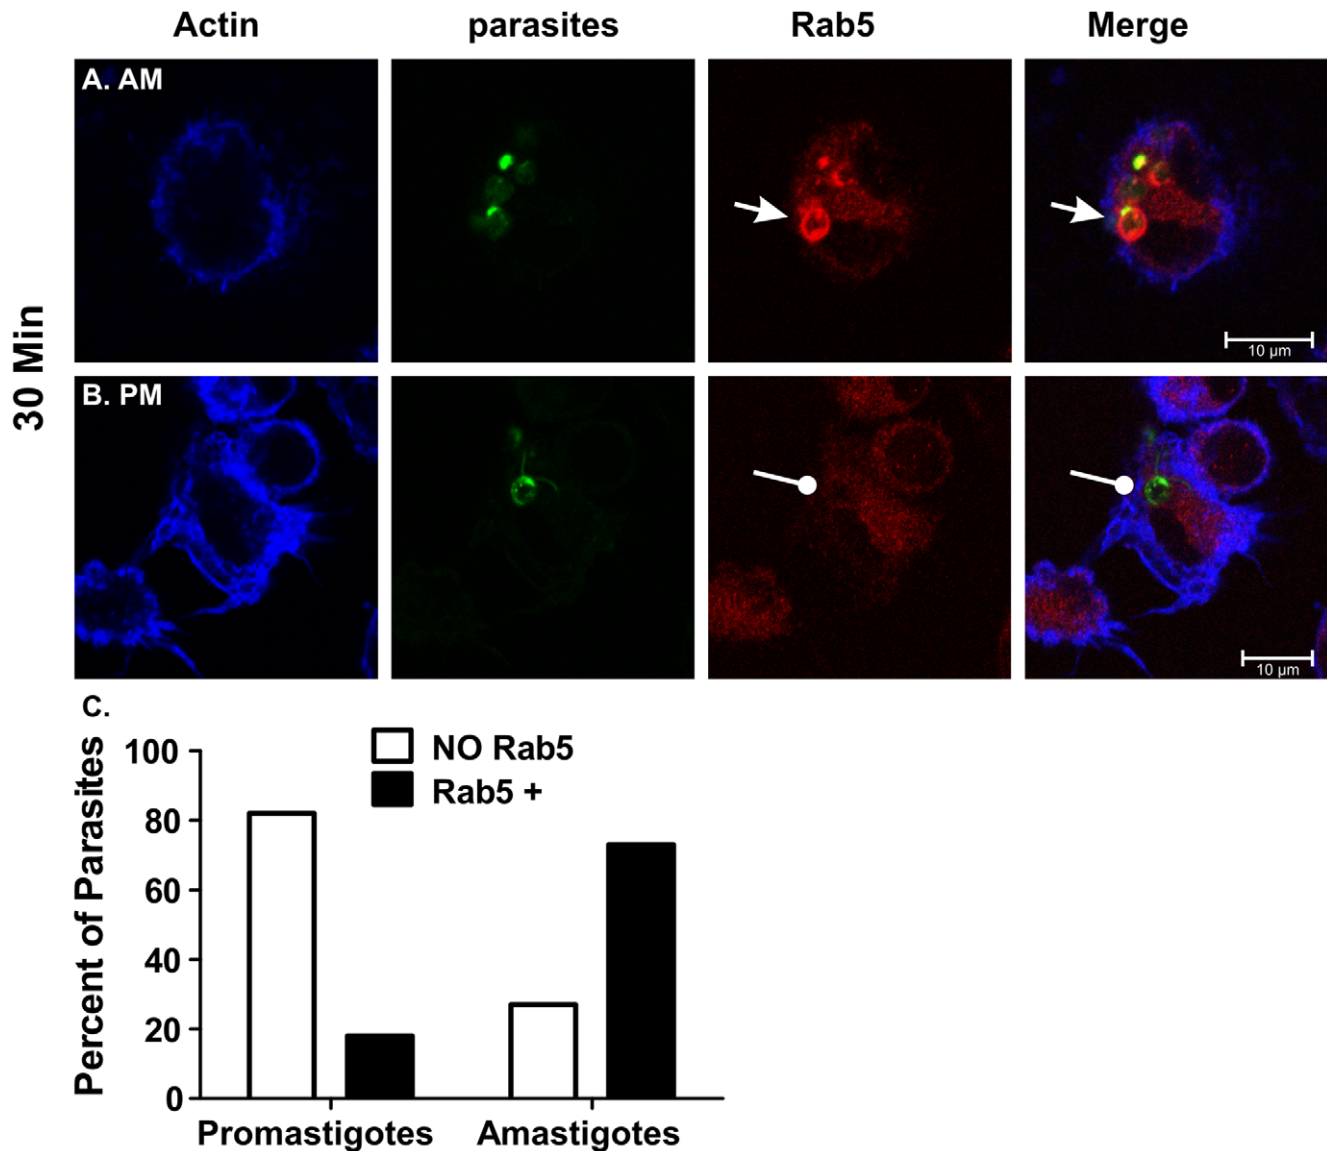 Actin parasites Rab5 Merge
A. AM
10 µm
30 Min
B. PM
10 µm
C.
NO Rab5
Rab5 +
Percent of Parasites
100
80
60
40
20
0
Promastigotes Amastigotes